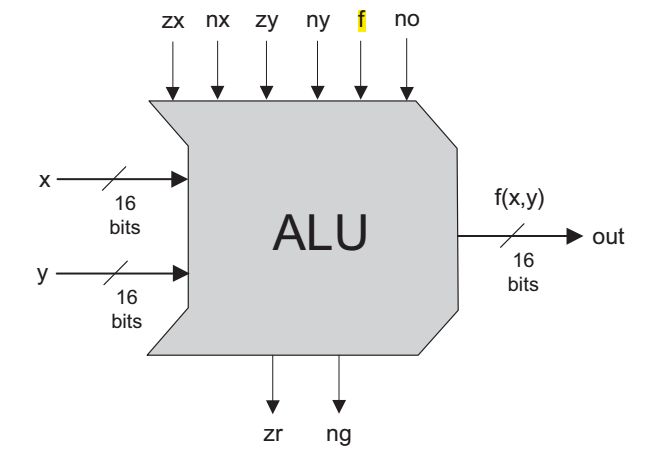 zx nx zy ny f no
x
16
bits
ALU
f(x,y)
out
16
bits
y
16
bits
zr ng